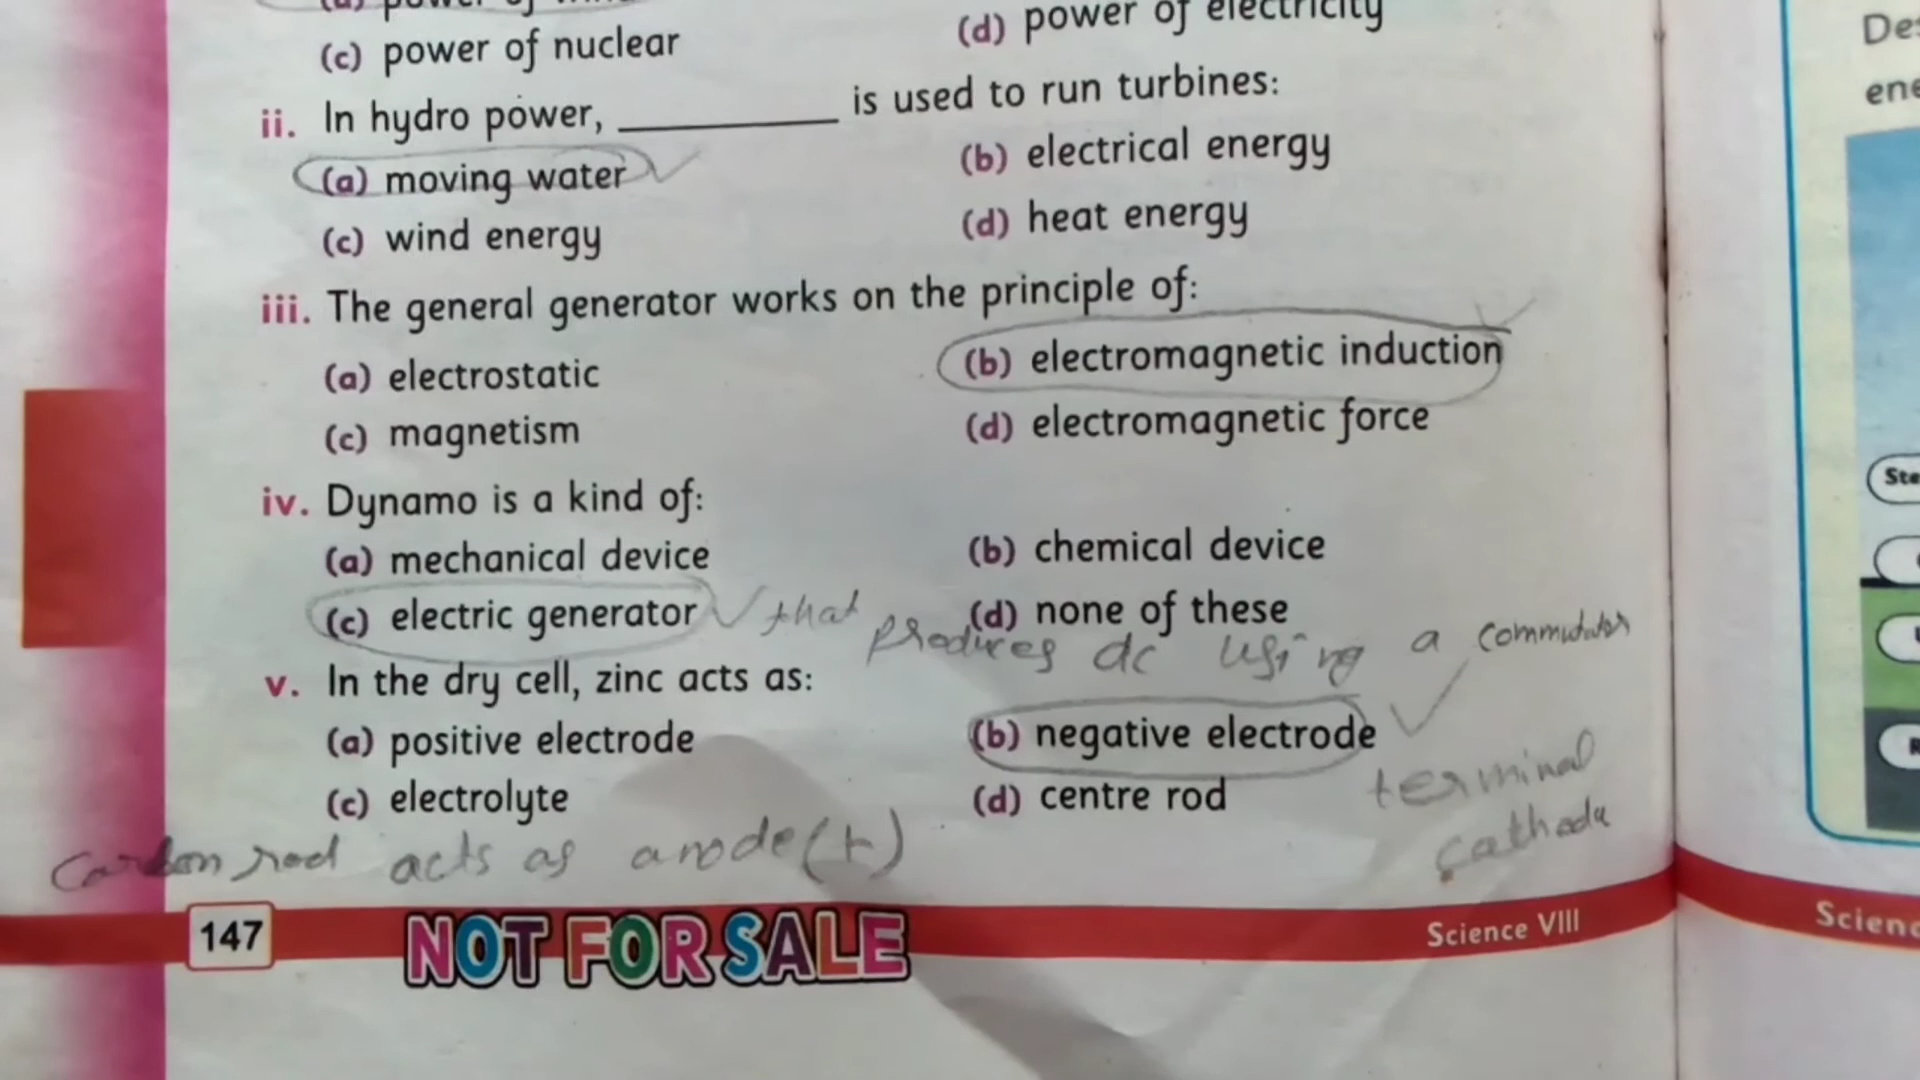 (c) power of nuclear
(d) power of electricity
ii. In hydro power, __________ is used to run turbines:
(a) moving water
(b) electrical energy
(c) wind energy
(d) heat energy
iii. The general generator works on the principle of:
(a) electrostatic
(b) electromagnetic induction
(c) magnetism
(d) electromagnetic force
iv. Dynamo is a kind of:
(a) mechanical device
(b) chemical device
(c) electric generator
(d) none of these
that produces dc using a commutator
v. In the dry cell, zinc acts as:
(a) positive electrode
(b) negative electrode
terminal
cathode
(c) electrolyte
(d) centre rod
carbon rod acts as anode(+)
147
NOT FOR SALE
Science VIII